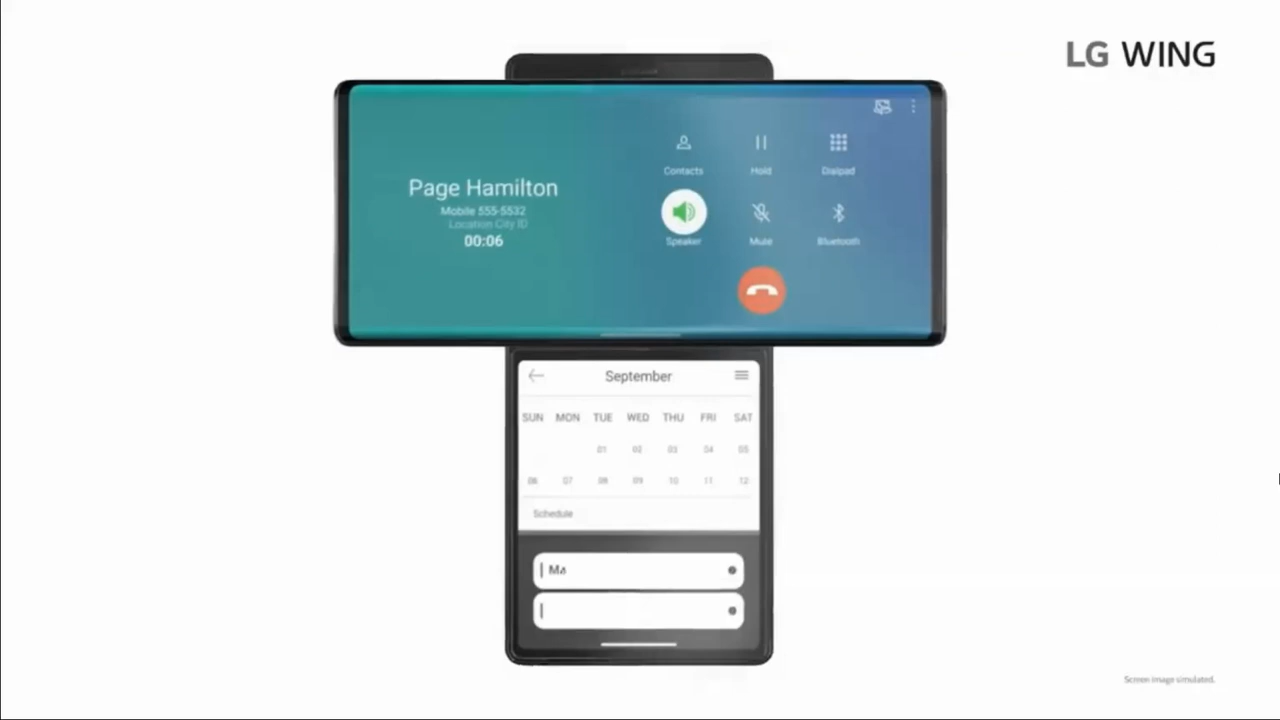 LG WING
Page Hamilton
Mobile 555-5532
Location City ID
00:06
Contacts
Hold
Dialpad
Speaker
Mute
Bluetooth
September
SUN MON TUE WED THU FRI SAT
01 02 03 04 05
06 07 08 09 10 11 12
Schedule
Ma
Screen image simulated.